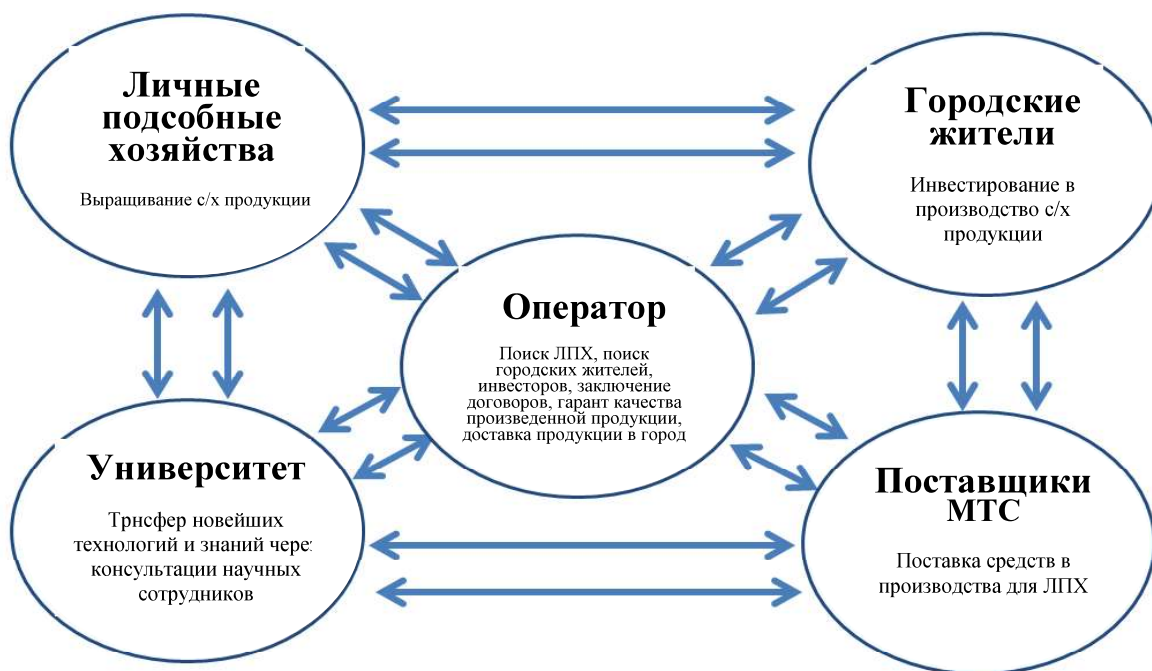 Личные
подсобные
хозяйства
Выращивание с/х продукции
Городские
жители
Инвестирование в
производство с/х
продукции
Оператор
Поиск ЛПХ, поиск
городских жителей,
инвесторов, заключение
договоров, гарант качества
произведенной продукции,
доставка продукции в город
Университет
Трнсфер новейших
технологий и знаний через
консультации научных
сотрудников
Поставщики
МТС
Поставка средств в
производства для ЛПХ